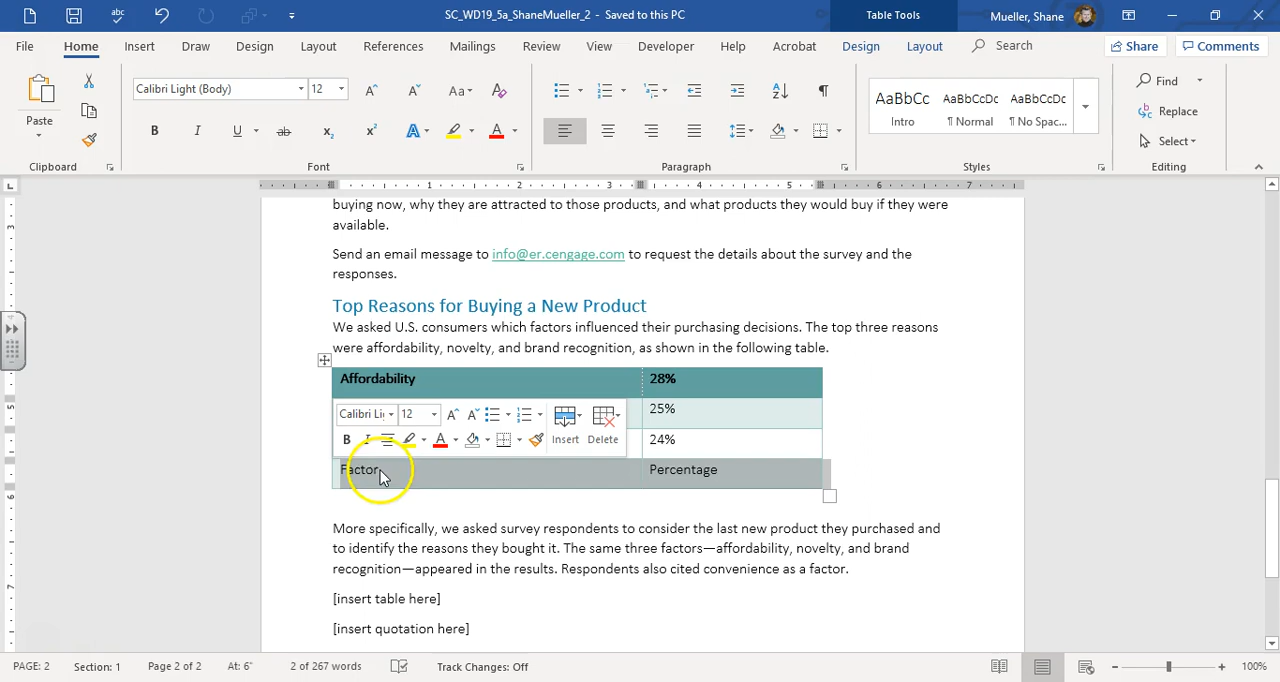 SC_WD19_5a_ShaneMueller_2 - Saved to this PC
Table Tools
Mueller, Shane
File Home Insert Draw Design Layout References Mailings Review View Developer Help Acrobat Design Layout Search Share Comments
Calibri Light (Body) 12
Paste
AaBbCc AaBbCcDc AaBbCcDc
Intro ¶ Normal ¶ No Spac...
Find
Replace
Select
Clipboard Font Paragraph Styles Editing
1 2 3 4 5 6 7
buying now, why they are attracted to those products, and what products they would buy if they were
available.
Send an email message to info@er.cengage.com to request the details about the survey and the
responses.
Top Reasons for Buying a New Product
We asked U.S. consumers which factors influenced their purchasing decisions. The top three reasons
were affordability, novelty, and brand recognition, as shown in the following table.
Affordability 28%
25%
Calibri Li 12
Insert Delete
24%
Factor Percentage
More specifically, we asked survey respondents to consider the last new product they purchased and
to identify the reasons they bought it. The same three factors—affordability, novelty, and brand
recognition—appeared in the results. Respondents also cited convenience as a factor.
[insert table here]
[insert quotation here]
PAGE: 2 Section: 1 Page 2 of 2 At: 6" 2 of 267 words Track Changes: Off 100%